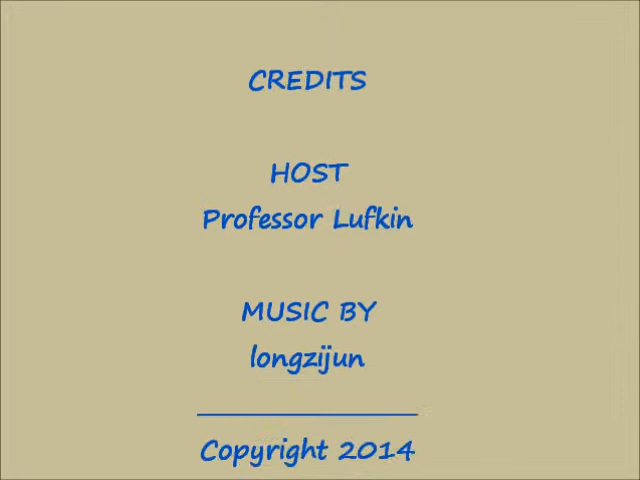 CREDITS
HOST
Professor Lufkin
MUSIC BY
longzijun
Copyright 2014